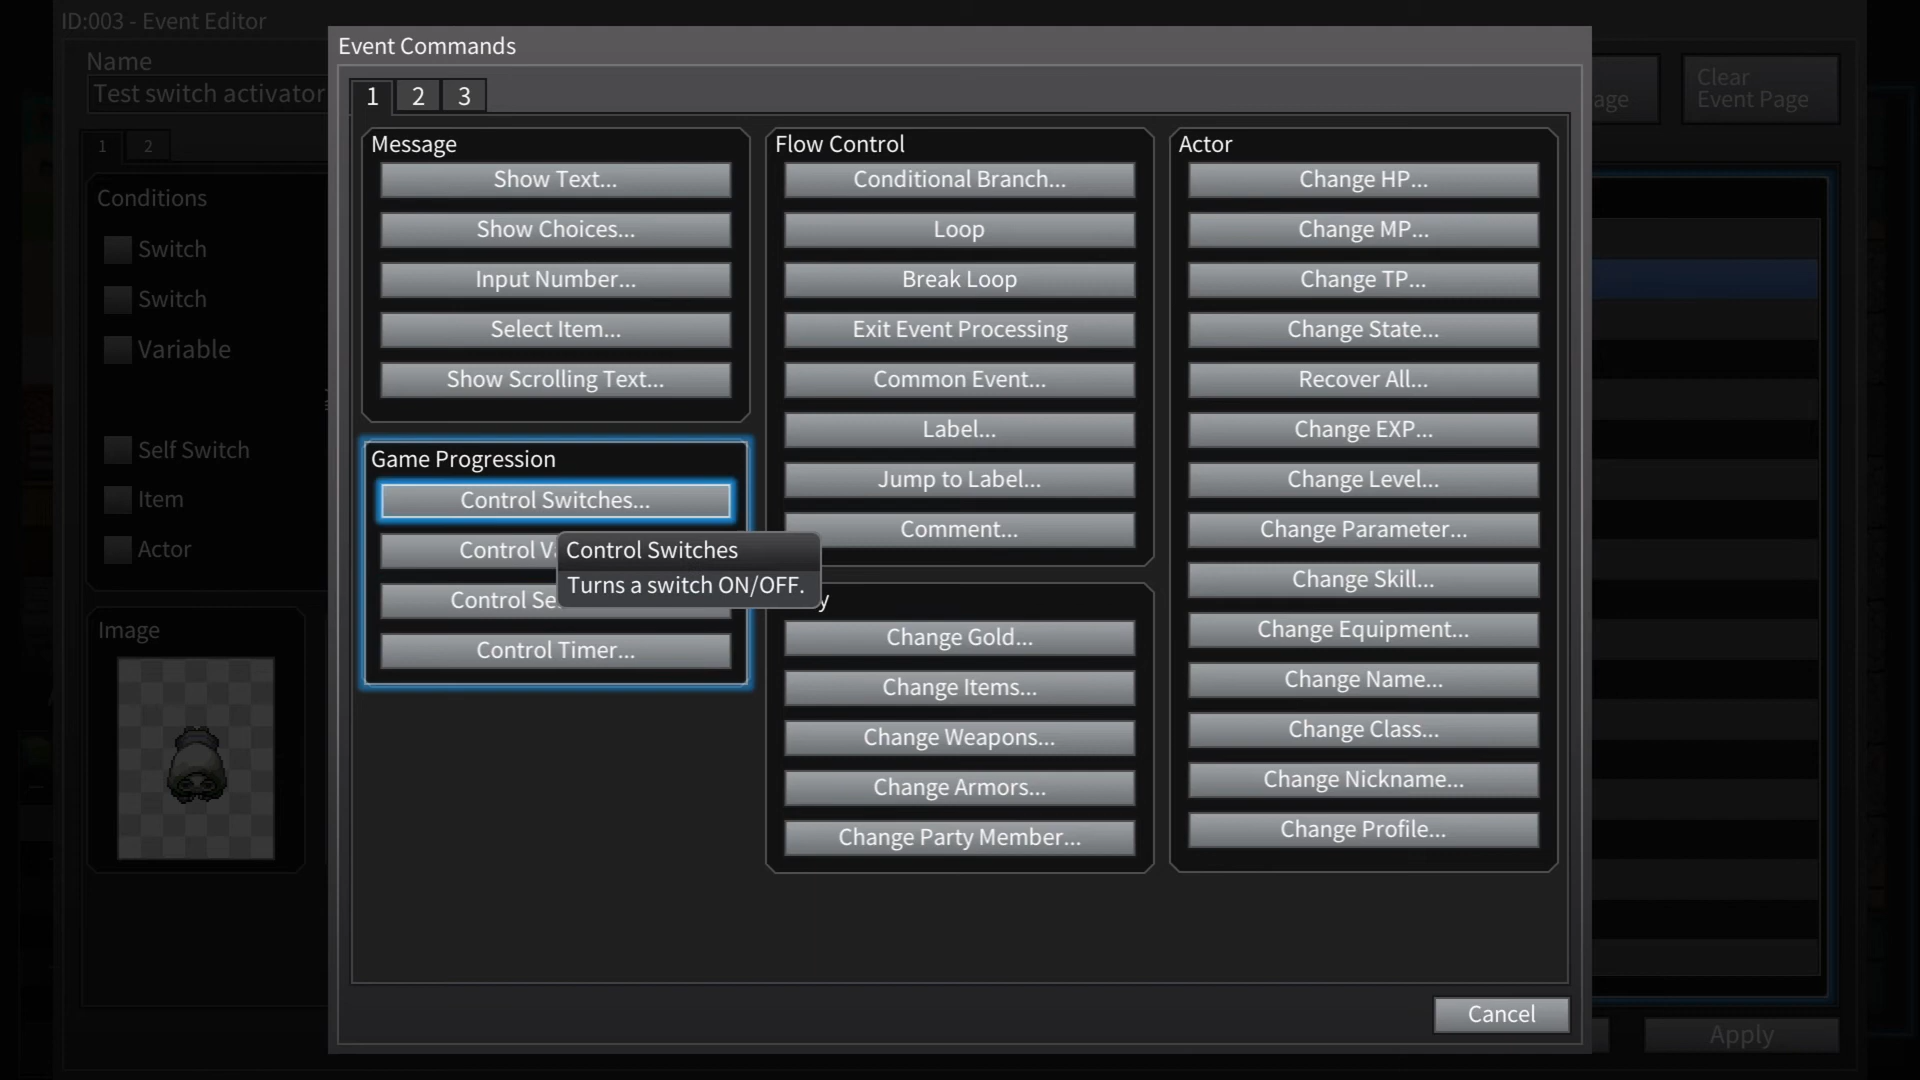 ID:003 - Event Editor
Name
Test switch activator
1
2
Conditions
Switch
Switch
Variable
Self Switch
Item
Actor
Image
Event Commands
1
2
3
Message
Show Text...
Show Choices...
Input Number...
Select Item...
Show Scrolling Text...
Game Progression
Control Switches...
Control
Control
Control Timer...
Control Switches
Turns a switch ON/OFF.
Flow Control
Conditional Branch...
Loop
Break Loop
Exit Event Processing
Common Event...
Label...
Jump to Label...
Comment...
Change Gold...
Change Items...
Change Weapons...
Change Armors...
Change Party Member...
Actor
Change HP...
Change MP...
Change TP...
Change State...
Recover All...
Change EXP...
Change Level...
Change Parameter...
Change Skill...
Change Equipment...
Change Name...
Change Class...
Change Nickname...
Change Profile...
Cancel
Clear
Event Page
Apply